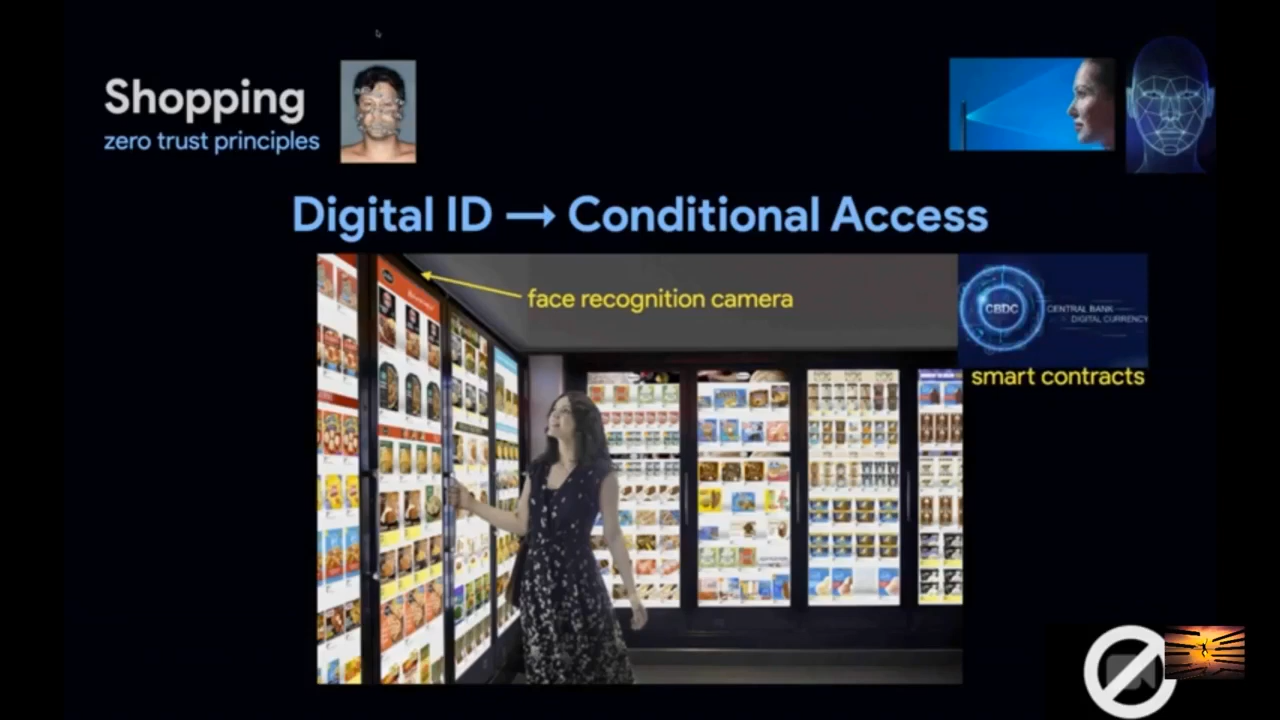 Shopping
zero trust principles
Digital ID → Conditional Access
face recognition camera
CBDC
CENTRAL BANK
DIGITAL CURRENCY
smart contracts